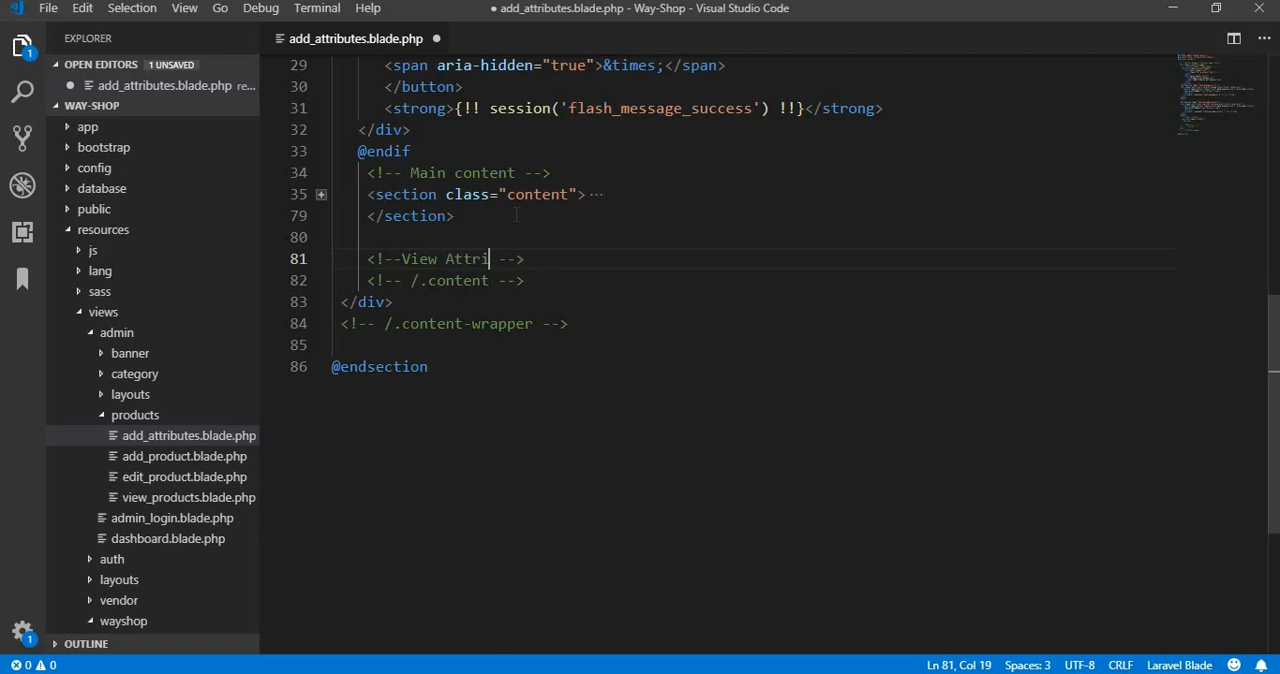 File Edit Selection View Go Debug Terminal Help ● add_attributes.blade.php - Way-Shop - Visual Studio Code
EXPLORER
add_attributes.blade.php
OPEN EDITORS 1 UNSAVED
add_attributes.blade.php re...
WAY-SHOP
app
bootstrap
config
database
public
resources
js
lang
sass
views
admin
banner
category
layouts
products
add_attributes.blade.php
add_product.blade.php
edit_product.blade.php
view_products.blade.php
admin_login.blade.php
dashboard.blade.php
auth
layouts
vendor
wayshop
OUTLINE
29 <span aria-hidden="true">&times;</span>
30 </button>
31 <strong>{!! session('flash_message_success') !!}</strong>
32 </div>
33 @endif
34 <!-- Main content -->
35 <section class="content"> ...
79 </section>
80
81 <!--View Attri -->
82 <!-- /.content -->
83 </div>
84 <!-- /.content-wrapper -->
85
86 @endsection
1
1
0 0 Ln 81, Col 19 Spaces: 3 UTF-8 CRLF Laravel Blade